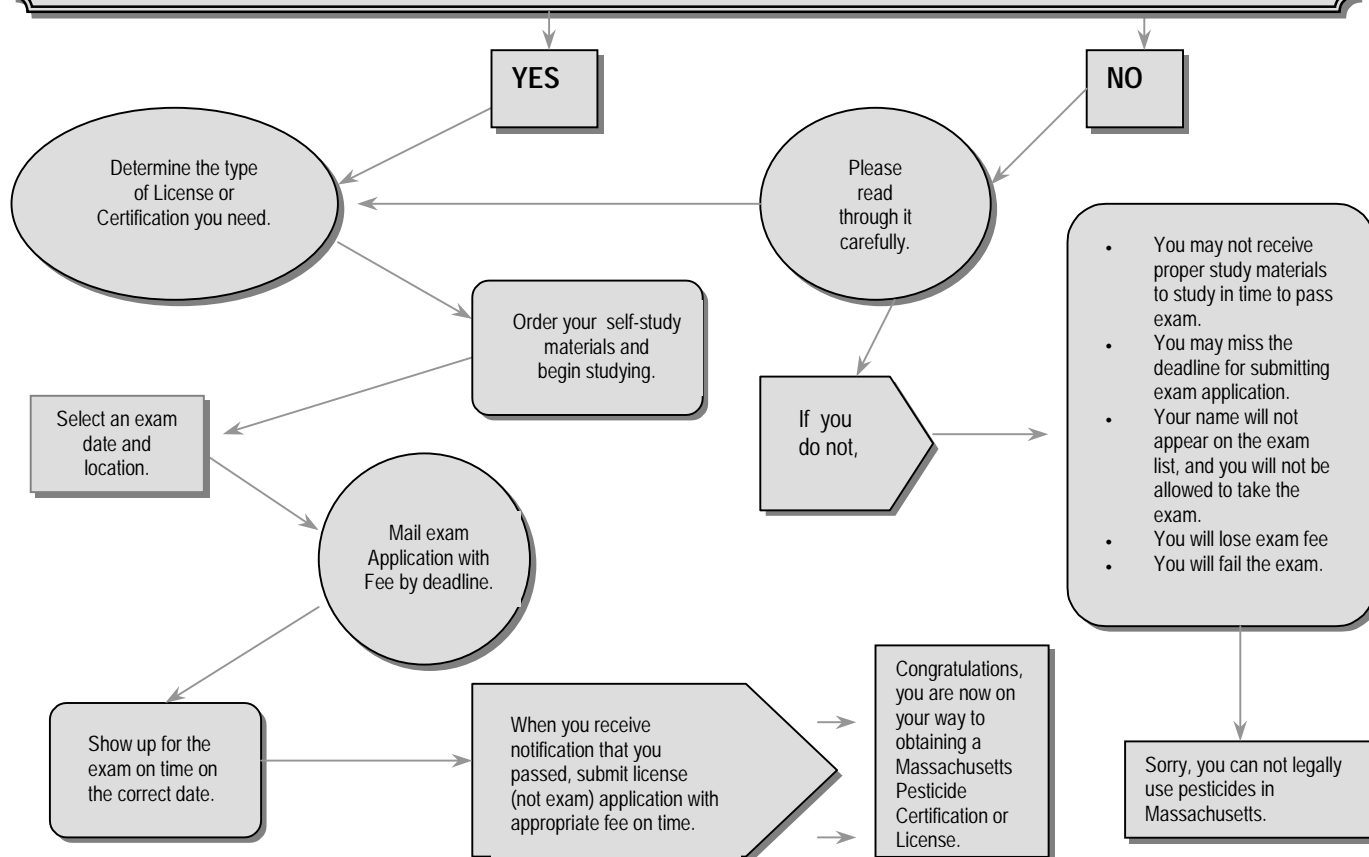 YES
NO
Determine the type
of License or
Certification you need.
Please
read
through it
carefully.
Order your self-study
materials and
begin studying.
Select an exam
date and
location.
If you
do not,
• You may not receive
proper study materials
to study in time to pass
exam.
• You may miss the
deadline for submitting
exam application.
• Your name will not
appear on the exam
list, and you will not be
allowed to take the
exam.
• You will lose exam fee
• You will fail the exam.
Mail exam
Application with
Fee by deadline.
Show up for the
exam on time on
the correct date.
When you receive
notification that you
passed, submit license
(not exam) application with
appropriate fee on time.
Congratulations,
you are now on
your way to
obtaining a
Massachusetts
Pesticide
Certification or
License.
Sorry, you can not legally
use pesticides in
Massachusetts.